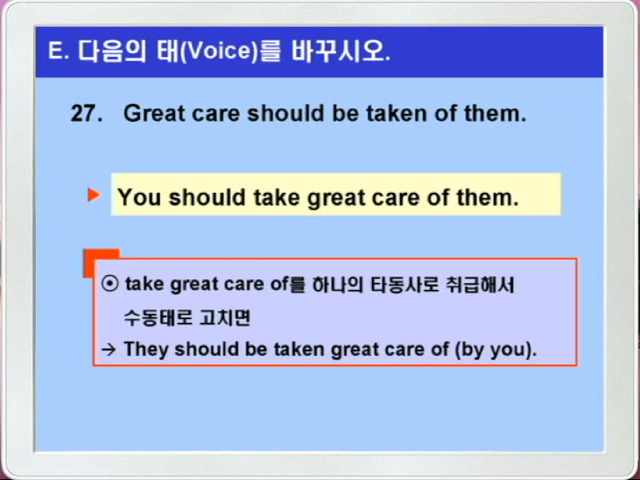 E. 다음의 태(Voice)를 바꾸시오.
27. Great care should be taken of them.
You should take great care of them.
⊙ take great care of를 하나의 타동사로 취급해서
수동태로 고치면
→ They should be taken great care of (by you).